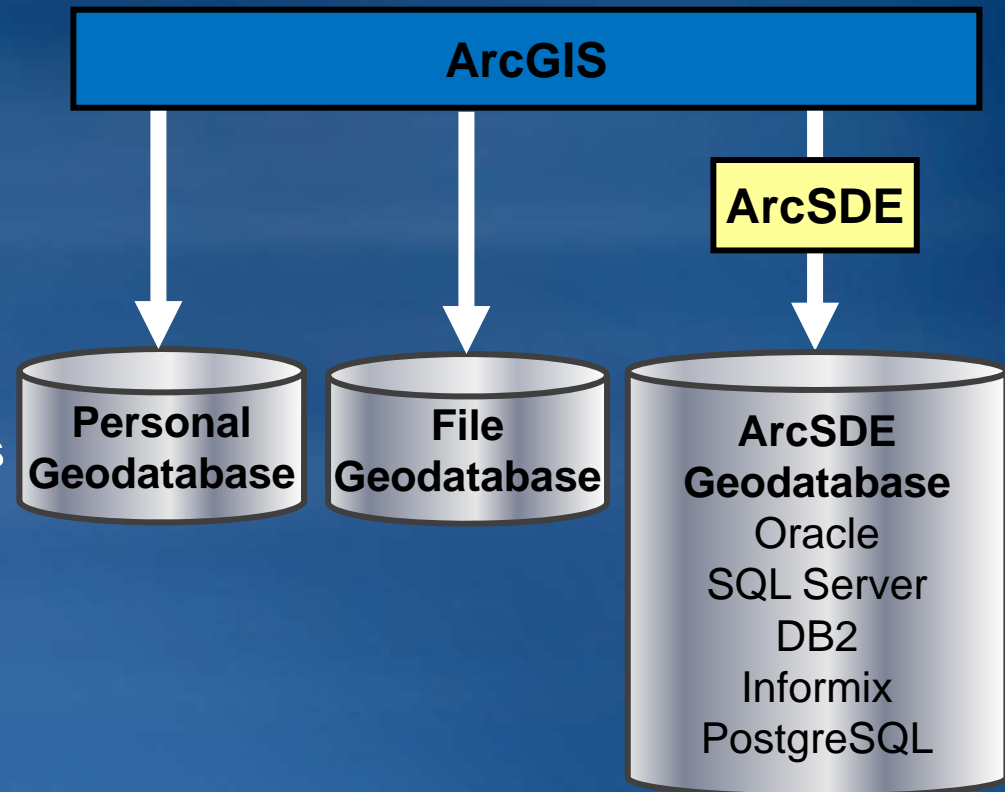 ArcGIS
ArcSDE
s
Personal
Geodatabase
File
Geodatabase
ArcSDE
Geodatabase
Oracle
SQL Server
DB2
Informix
PostgreSQL